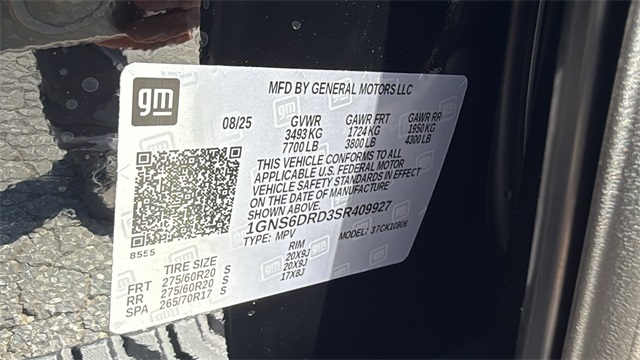 gm
MFD BY GENERAL MOTORS LLC
08/25 GVWR GAWR FRT GAWR RR
3493 KG 1724 KG 1950 KG
7700 LB 3800 LB 4300 LB
THIS VEHICLE CONFORMS TO ALL
APPLICABLE U.S. FEDERAL MOTOR
VEHICLE SAFETY STANDARDS IN EFFECT
ON THE DATE OF MANUFACTURE
SHOWN ABOVE.
1GNS6DRD3SR409927
TYPE: MPV MODEL: 37CK10906
8555
TIRE SIZE RIM
FRT 275/60R20 S 20X9J
RR 275/60R20 S 20X9J
SPA 265/70R17 S 17X8J